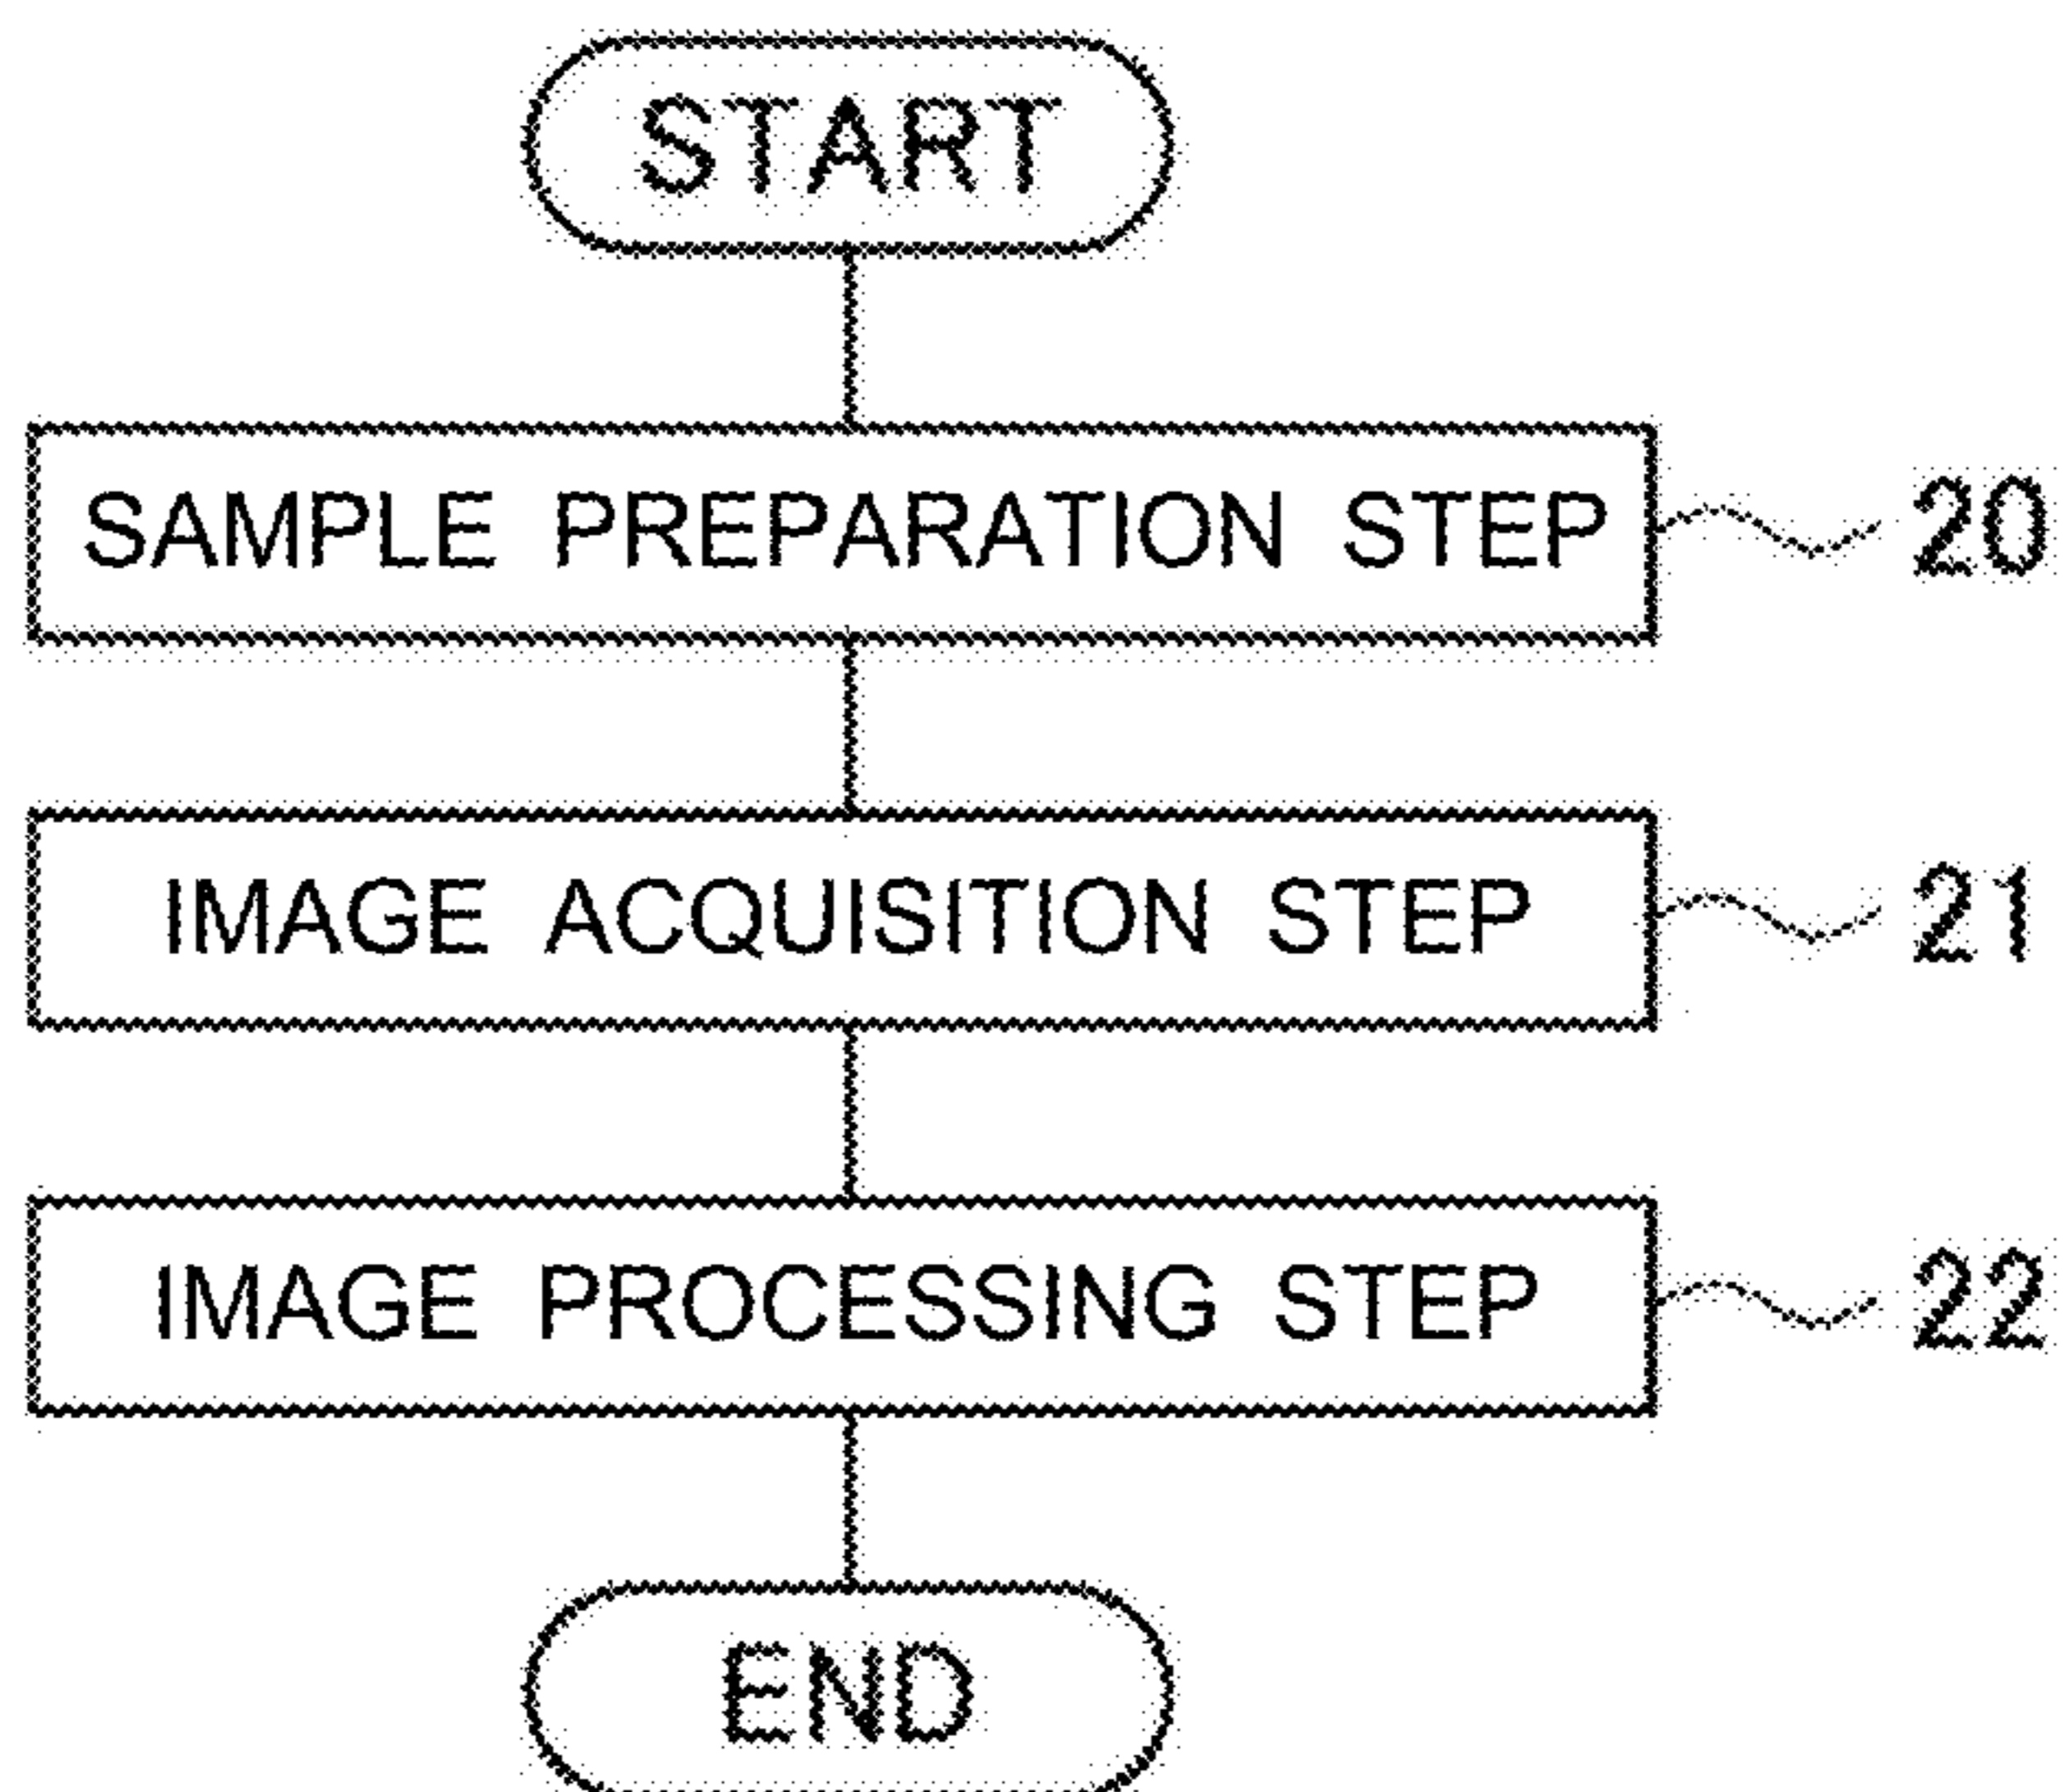 START
SAMPLE PREPARATION STEP 20
IMAGE ACQUISITION STEP 21
IMAGE PROCESSING STEP 22
END